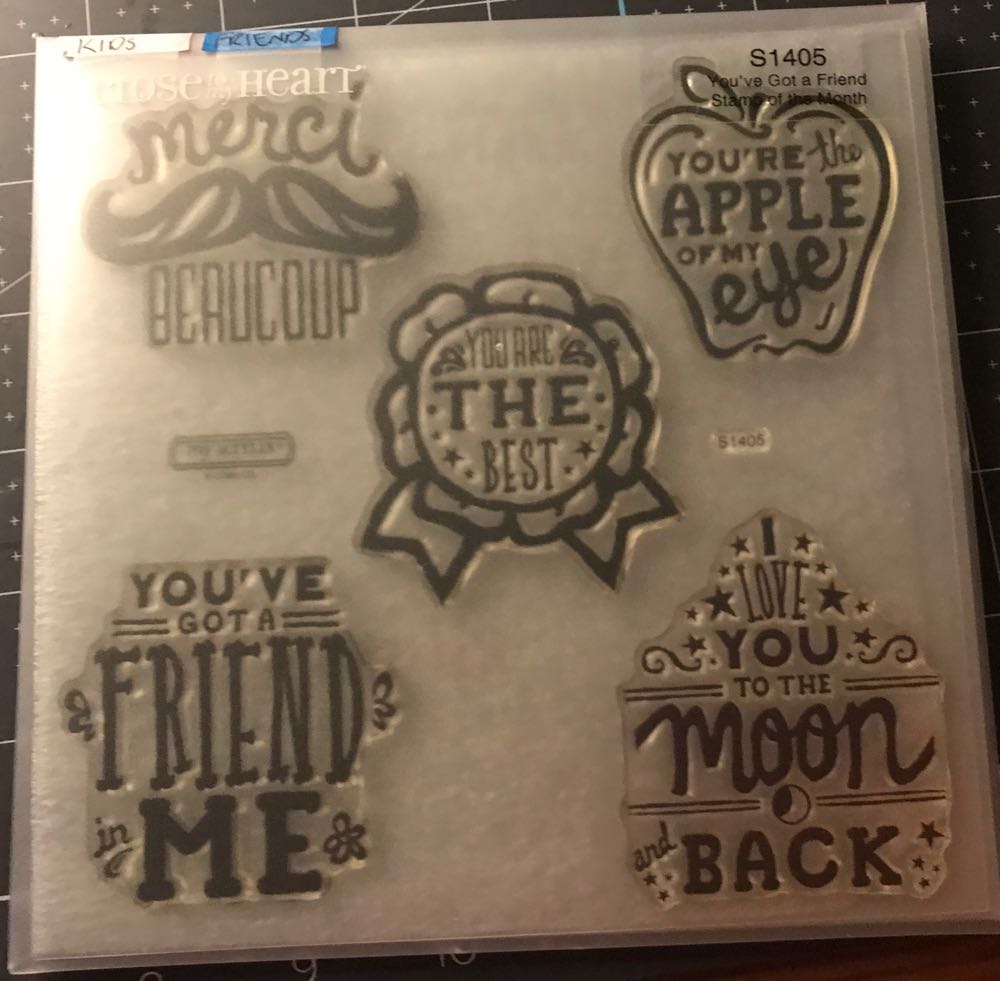 KIDS
FRIENDS
CLOSE TO MY HEART
S1405
You've Got a Friend
Stamp of the Month
merci
BEAUCOUP
YOU'RE the
APPLE
OF MY
eye
YOU ARE
THE
BEST
S1405
YOU'VE
GOT A
FRIEND
in ME
I
LOVE
YOU
TO THE
moon
and BACK
9
10